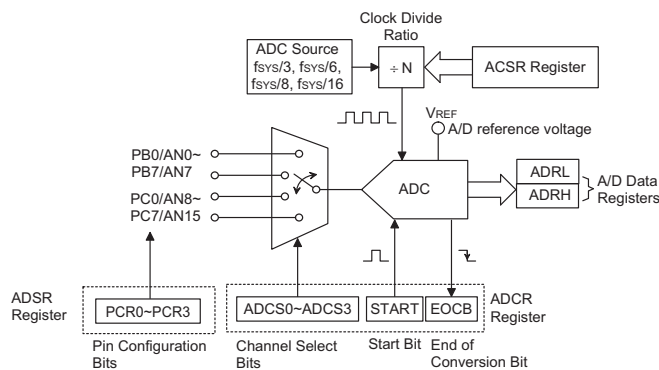 Clock Divide
Ratio
ADC Source
fSYS/3, fSYS/6,
fSYS/8, fSYS/16
÷ N
ACSR Register
VREF
A/D reference voltage
PB0/AN0~
PB7/AN7
PC0/AN8~
PC7/AN15
ADC
ADRL
ADRH
A/D Data
Registers
ADSR
Register
PCR0~PCR3
ADCS0~ADCS3
START
EOCB
ADCR
Register
Pin Configuration
Bits
Channel Select
Bits
Start Bit
End of
Conversion Bit